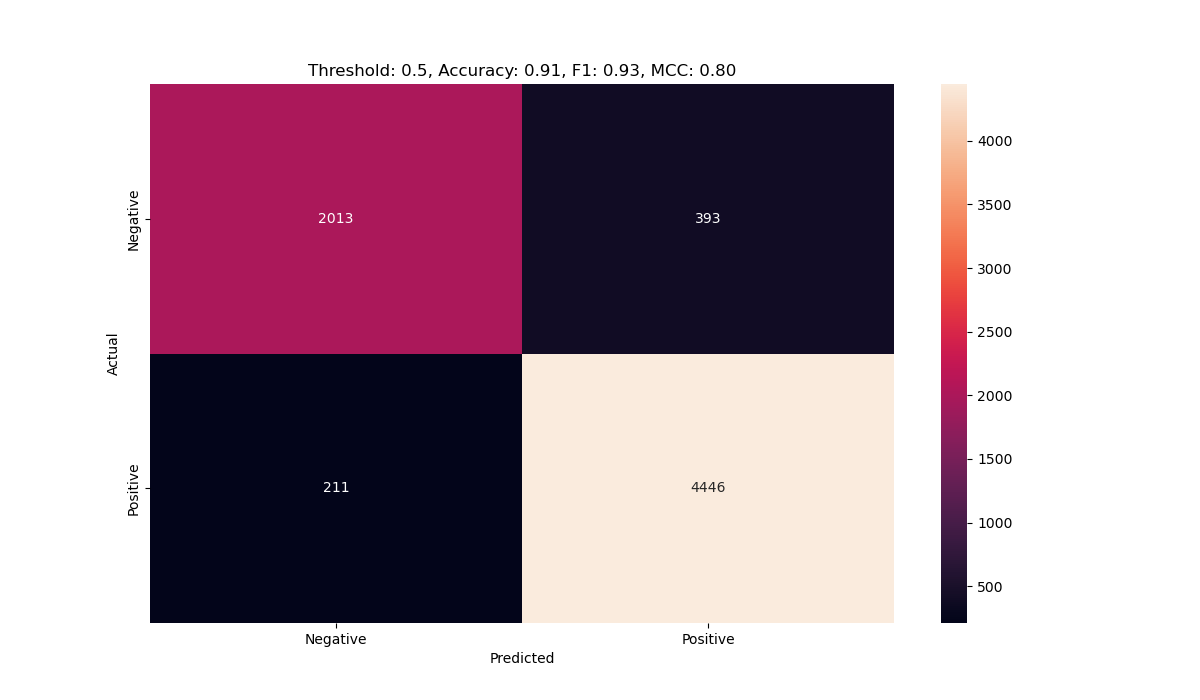 Threshold: 0.5, Accuracy: 0.91, F1: 0.93, MCC: 0.80
Negative
2013
393
Actual
Positive
211
4446
Negative
Positive
Predicted
4000
3500
3000
2500
2000
1500
1000
500